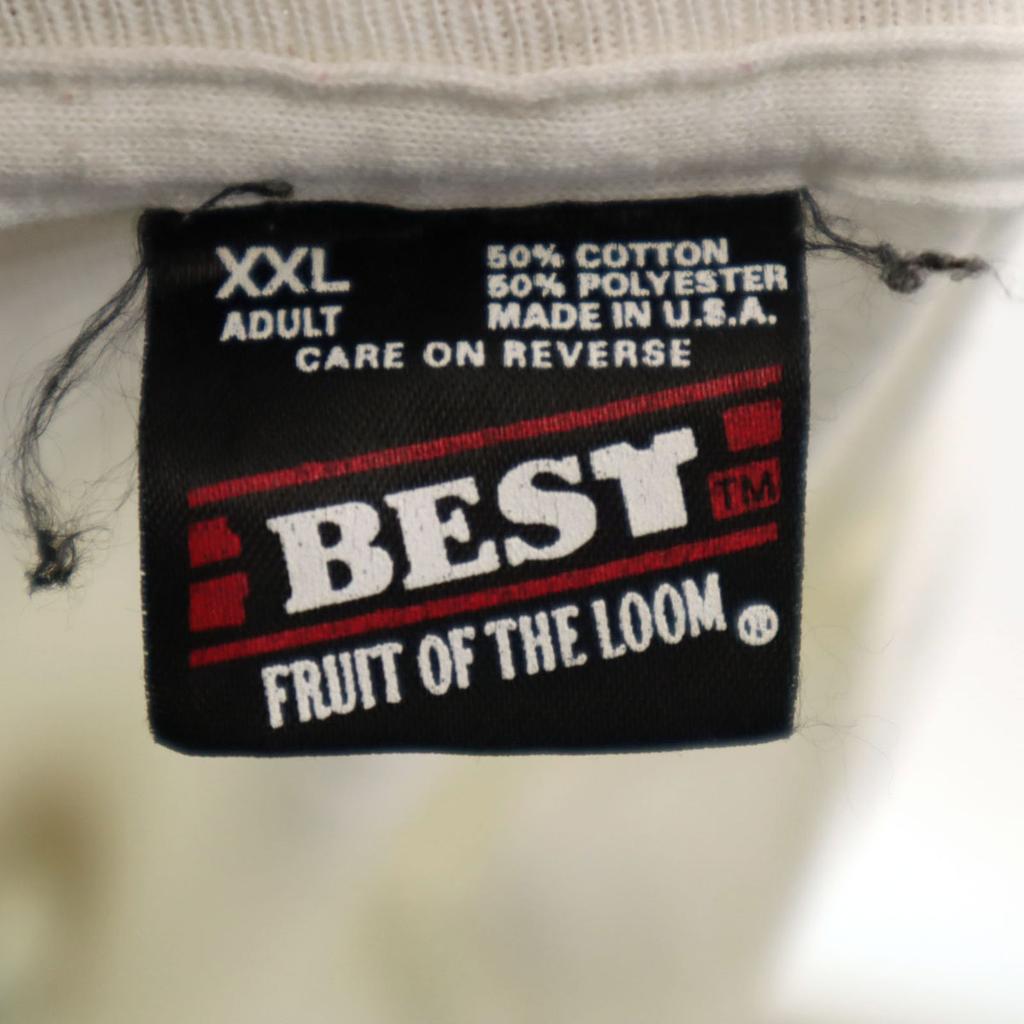 XXL
ADULT
50% COTTON
50% POLYESTER
MADE IN U.S.A.
CARE ON REVERSE
BEST TM
FRUIT OF THE LOOM ®